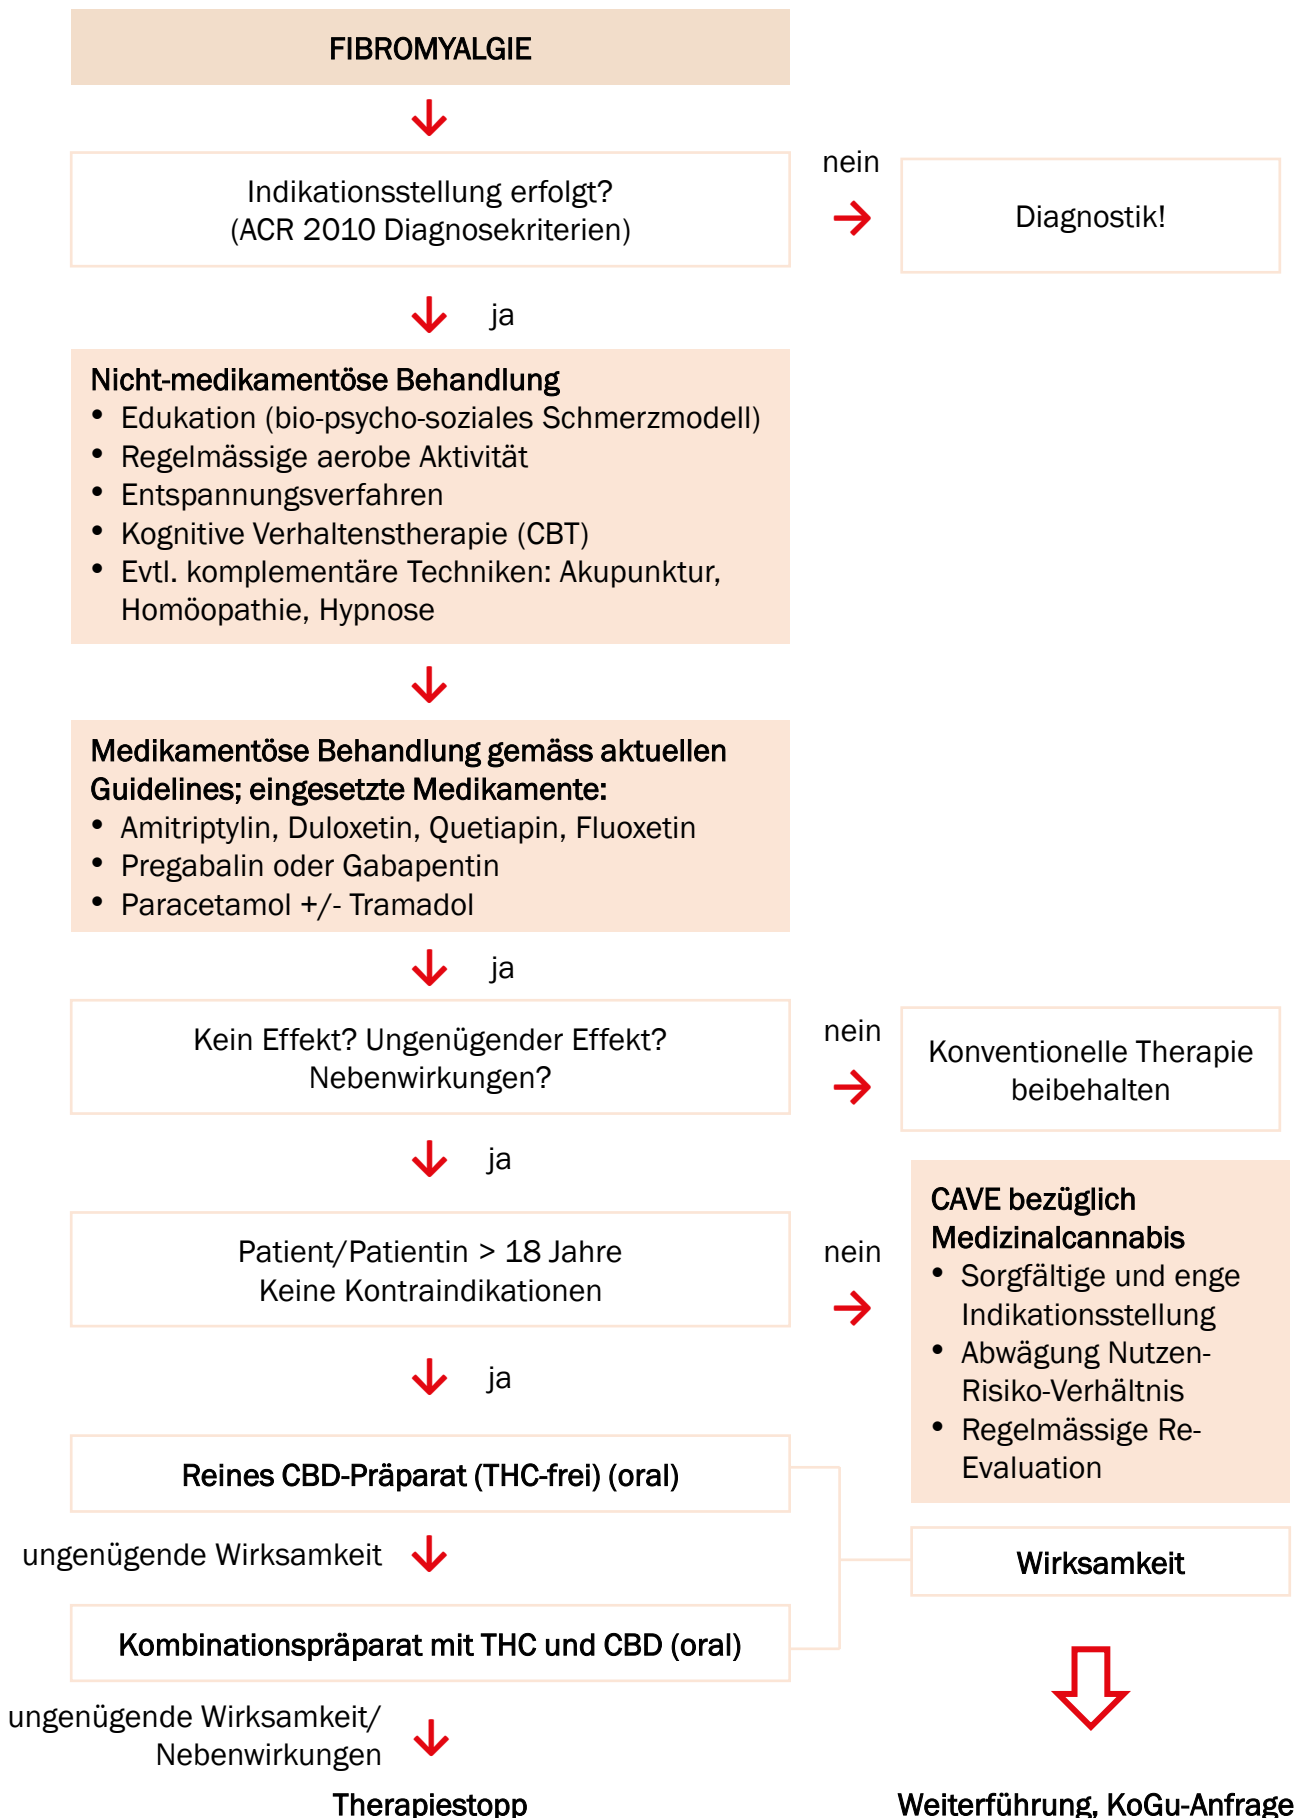 FIBROMYALGIE
Indikationsstellung erfolgt?
(ACR 2010 Diagnosekriterien)
nein
Diagnostik!
ja
Nicht-medikamentöse Behandlung
• Edukation (bio-psycho-soziales Schmerzmodell)
• Regelmässige aerobe Aktivität
• Entspannungsverfahren
• Kognitive Verhaltenstherapie (CBT)
• Evtl. komplementäre Techniken: Akupunktur,
Homöopathie, Hypnose
Medikamentöse Behandlung gemäss aktuellen
Guidelines; eingesetzte Medikamente:
• Amitriptylin, Duloxetin, Quetiapin, Fluoxetin
• Pregabalin oder Gabapentin
• Paracetamol +/- Tramadol
ja
Kein Effekt? Ungenügender Effekt?
Nebenwirkungen?
nein
Konventionelle Therapie
beibehalten
ja
Patient/Patientin > 18 Jahre
Keine Kontraindikationen
nein
CAVE bezüglich
Medizinalcannabis
• Sorgfältige und enge
Indikationsstellung
• Abwägung Nutzen-
Risiko-Verhältnis
• Regelmässige Re-
Evaluation
ja
Reines CBD-Präparat (THC-frei) (oral)
ungenügende Wirksamkeit
Wirksamkeit
Kombinationspräparat mit THC und CBD (oral)
ungenügende Wirksamkeit/
Nebenwirkungen
Therapiestopp
Weiterführung, KoGu-Anfrage